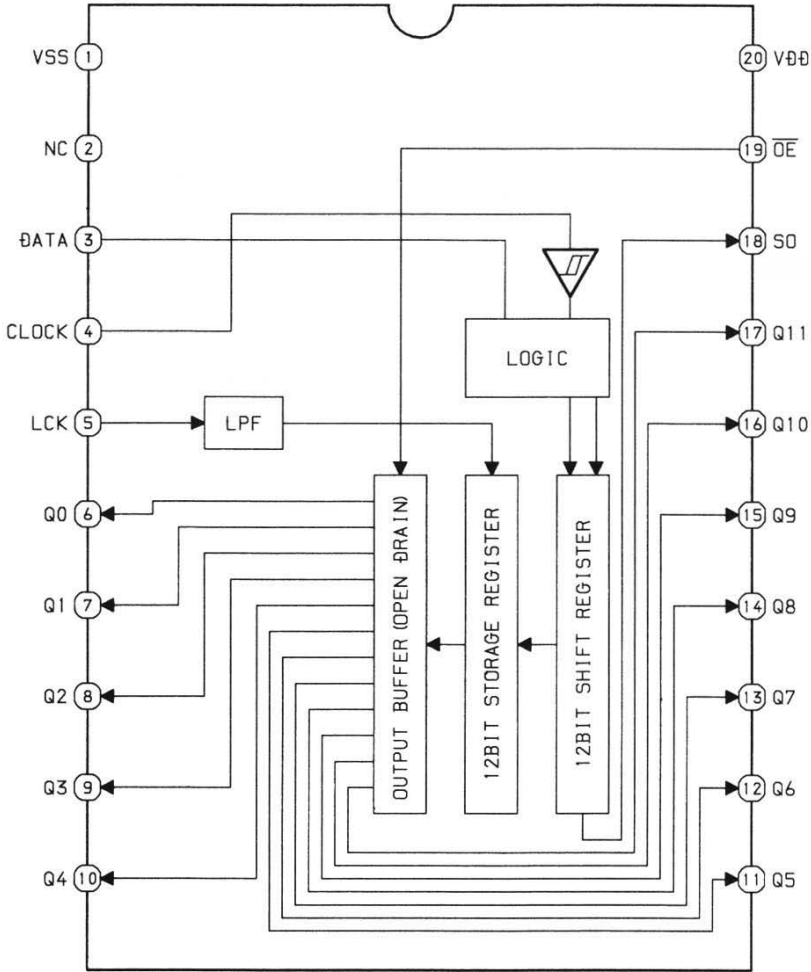 VSS 1
NC 2
DATA 3
CLOCK 4
LCK 5
Q0 6
Q1 7
Q2 8
Q3 9
Q4 10
LPF
LOGIC
OUTPUT BUFFER (OPEN DRAIN)
12BIT STORAGE REGISTER
12BIT SHIFT REGISTER
20 VDD
19 OE
18 SO
17 Q11
16 Q10
15 Q9
14 Q8
13 Q7
12 Q6
11 Q5